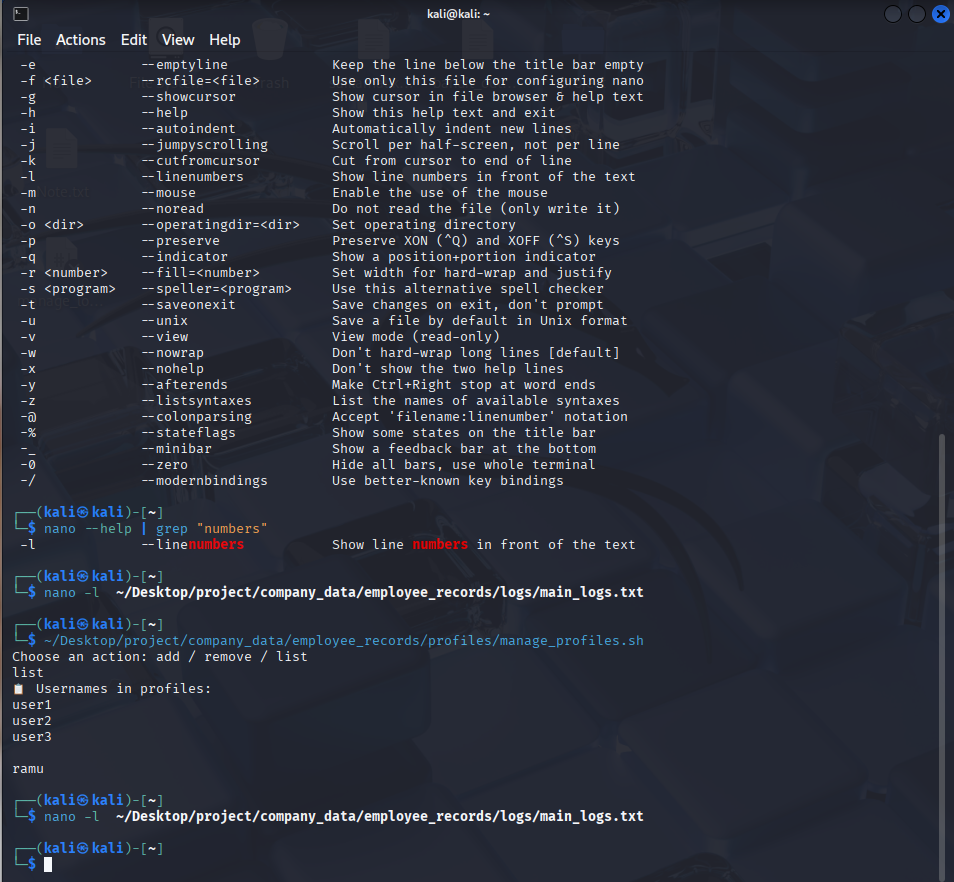 kali@kali: ~
File Actions Edit View Help
-e --emptyline Keep the line below the title bar empty
-f <file> --rcfile=<file> Use only this file for configuring nano
-g --showcursor Show cursor in file browser & help text
-h --help Show this help text and exit
-i --autoindent Automatically indent new lines
-j --jumpyscrolling Scroll per half-screen, not per line
-k --cutfromcursor Cut from cursor to end of line
-l --linenumbers Show line numbers in front of the text
-m --mouse Enable the use of the mouse
-n --noread Do not read the file (only write it)
-o <dir> --operatingdir=<dir> Set operating directory
-p --preserve Preserve XON (^Q) and XOFF (^S) keys
-q --indicator Show a position+portion indicator
-r <number> --fill=<number> Set width for hard-wrap and justify
-s <program> --speller=<program> Use this alternative spell checker
-t --saveonexit Save changes on exit, don't prompt
-u --unix Save a file by default in Unix format
-v --view View mode (read-only)
-w --nowrap Don't hard-wrap long lines [default]
-x --nohelp Don't show the two help lines
-y --afterends Make Ctrl+Right stop at word ends
-z --listsyntaxes List the names of available syntaxes
-@ --colonparsing Accept 'filename:linenumber' notation
-% --stateflags Show some states on the title bar
-_ --minibar Show a feedback bar at the bottom
-0 --zero Hide all bars, use whole terminal
-/ --modernbindings Use better-known key bindings
┌──(kali㉿kali)-[~]
└─$ nano --help | grep "numbers"
-l --linenumbers Show line numbers in front of the text
┌──(kali㉿kali)-[~]
└─$ nano -l ~/Desktop/project/company_data/employee_records/logs/main_logs.txt
┌──(kali㉿kali)-[~]
└─$ ~/Desktop/project/company_data/employee_records/profiles/manage_profiles.sh
Choose an action: add / remove / list
list
📋 Usernames in profiles:
user1
user2
user3
ramu
┌──(kali㉿kali)-[~]
└─$ nano -l ~/Desktop/project/company_data/employee_records/logs/main_logs.txt
┌──(kali㉿kali)-[~]
└─$